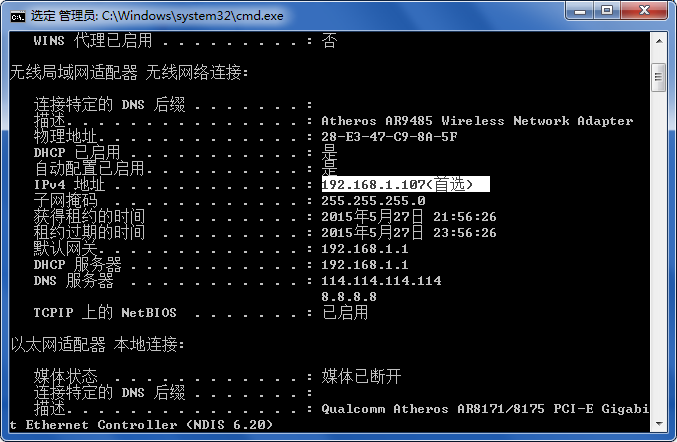 选定 管理员: C:\Windows\system32\cmd.exe
WINS 代理已启用 . . . . . . . . . : 否
无线局域网适配器 无线网络连接:
连接特定的 DNS 后缀 . . . . . . . :
描述. . . . . . . . . . . . . . . : Atheros AR9485 Wireless Network Adapter
物理地址. . . . . . . . . . . . . : 28-E3-47-C9-8A-5F
DHCP 已启用 . . . . . . . . . . . : 是
自动配置已启用. . . . . . . . . . : 是
IPv4 地址 . . . . . . . . . . . . : 192.168.1.107(首选)
子网掩码 . . . . . . . . . . . . : 255.255.255.0
获得租约的时间 . . . . . . . . . : 2015年5月27日 21:56:26
租约过期的时间 . . . . . . . . . : 2015年5月27日 23:56:26
默认网关. . . . . . . . . . . . . : 192.168.1.1
DHCP 服务器 . . . . . . . . . . . : 192.168.1.1
DNS 服务器 . . . . . . . . . . . : 114.114.114.114
8.8.8.8
TCPIP 上的 NetBIOS . . . . . . . : 已启用
以太网适配器 本地连接:
媒体状态 . . . . . . . . . . . . : 媒体已断开
连接特定的 DNS 后缀 . . . . . . . :
描述. . . . . . . . . . . . . . . : Qualcomm Atheros AR8171/8175 PCI-E Gigabi
t Ethernet Controller (NDIS 6.20)